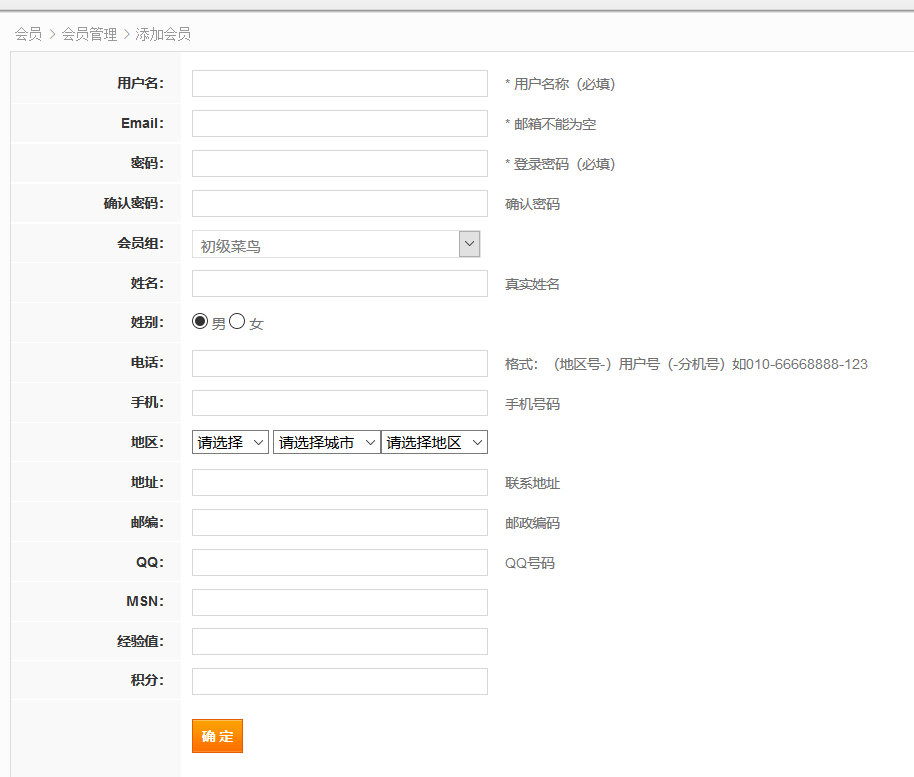 会员 > 会员管理 > 添加会员
用户名： * 用户名称（必填）
Email： * 邮箱不能为空
密码： * 登录密码（必填）
确认密码： 确认密码
会员组： 初级菜鸟
姓名： 真实姓名
姓别： 男 女
电话： 格式：（地区号-）用户号（-分机号）如010-66668888-123
手机： 手机号码
地区： 请选择 请选择城市 请选择地区
地址： 联系地址
邮编： 邮政编码
QQ： QQ号码
MSN：
经验值：
积分：
确 定